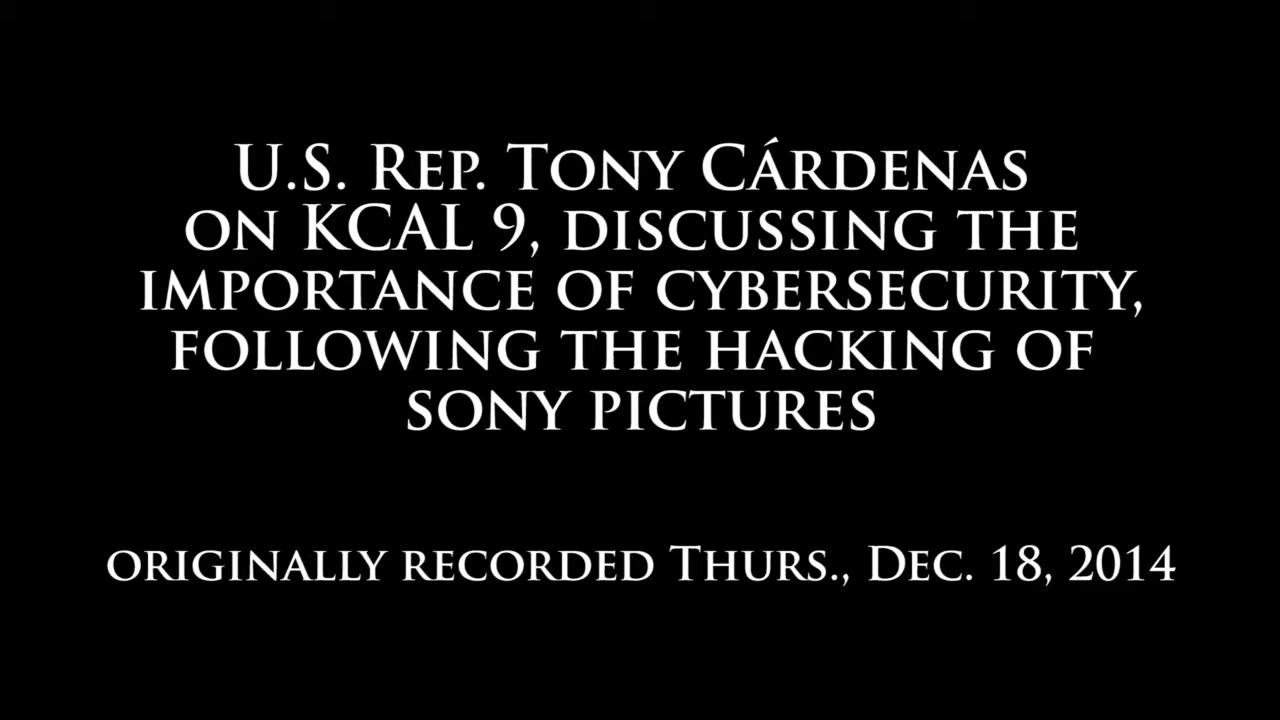 U.S. Rep. Tony Cárdenas
on KCAL 9, discussing the
importance of cybersecurity,
following the hacking of
sony pictures
originally recorded Thurs., Dec. 18, 2014